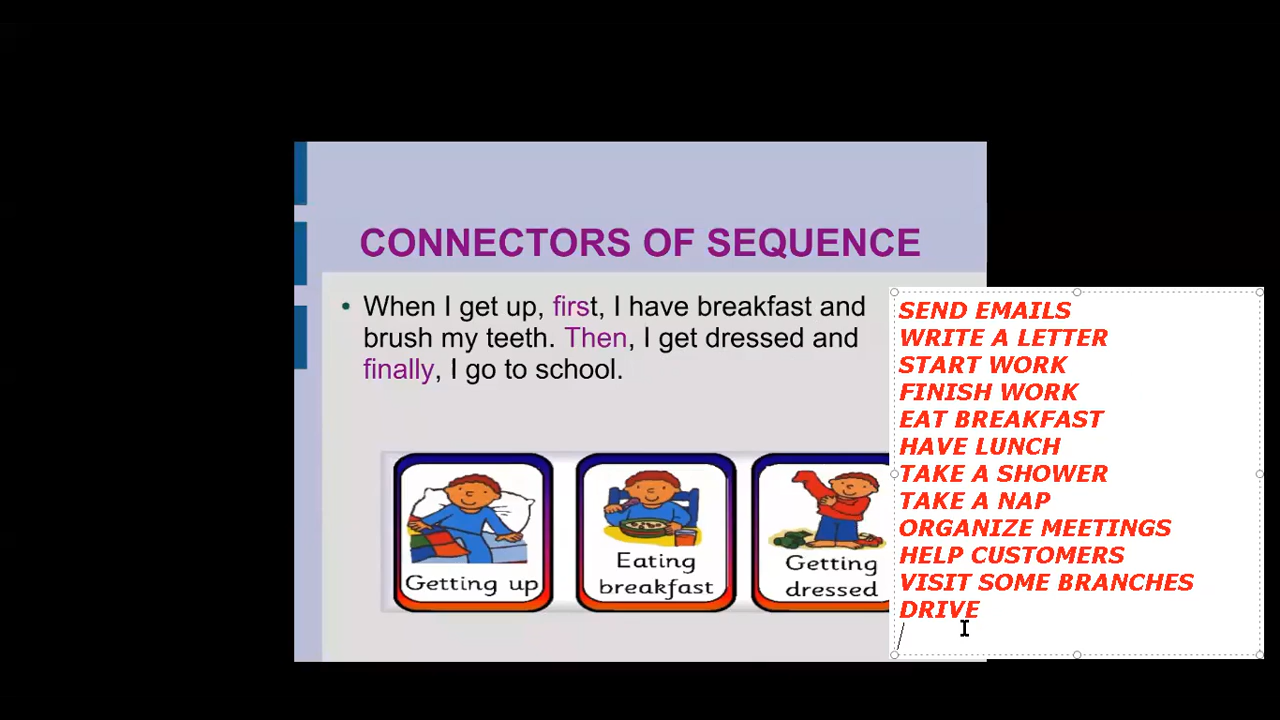 CONNECTORS OF SEQUENCE
• When I get up, first, I have breakfast and
brush my teeth. Then, I get dressed and
finally, I go to school.
Getting up
Eating
breakfast
Getting
dressed
SEND EMAILS
WRITE A LETTER
START WORK
FINISH WORK
EAT BREAKFAST
HAVE LUNCH
TAKE A SHOWER
TAKE A NAP
ORGANIZE MEETINGS
HELP CUSTOMERS
VISIT SOME BRANCHES
DRIVE